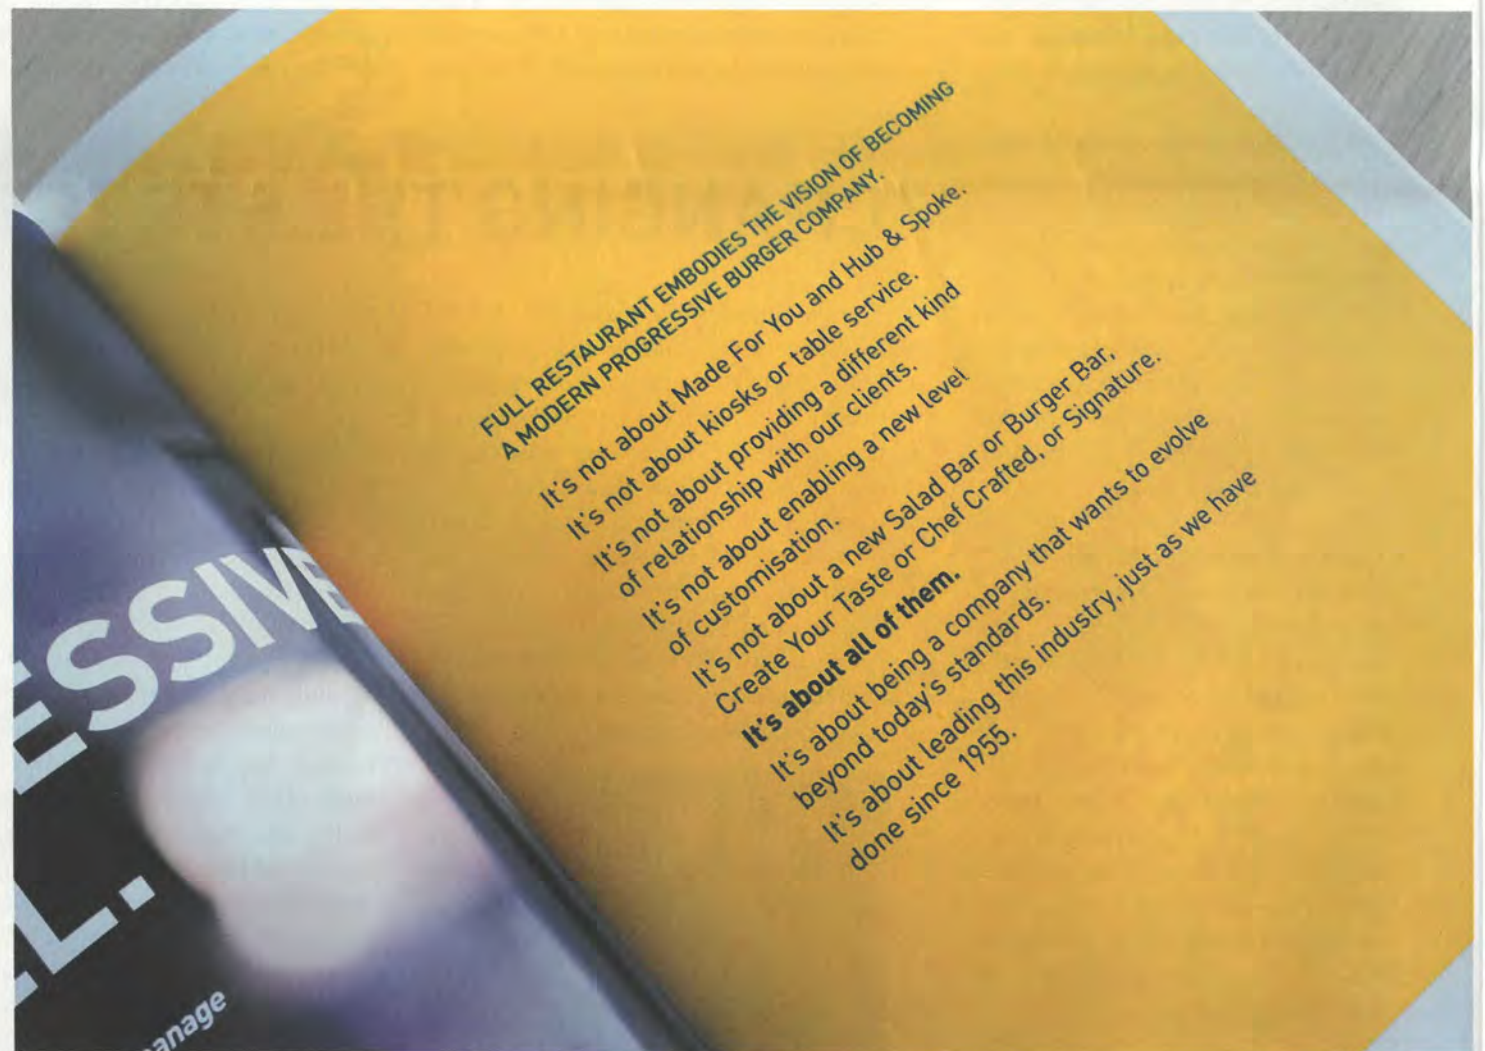 ESSIVE
L.
FULL RESTAURANT EMBODIES THE VISION OF BECOMING
A MODERN PROGRESSIVE BURGER COMPANY.
It's not about Made For You and Hub & Spoke.
It's not about kiosks or table service.
It's not about providing a different kind
of relationship with our clients.
It's not about enabling a new level
of customisation.
It's not about a new Salad Bar or Burger Bar,
Create Your Taste or Chef Crafted, or Signature.
It's about all of them.
It's about being a company that wants to evolve
beyond today's standards.
It's about leading this industry, just as we have
done since 1955.